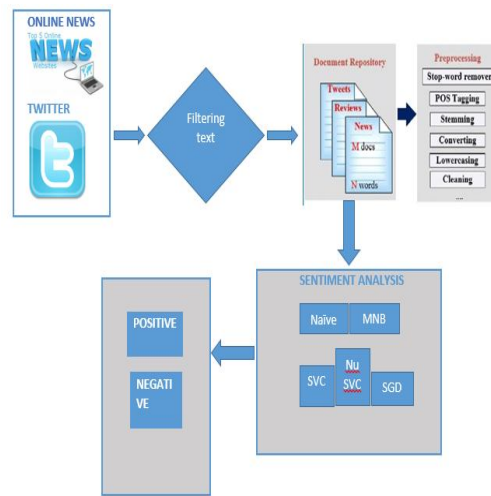 ONLINE NEWS
Top 5 Online
NEWS
Websites
TWITTER
t
Filtering
text
Document Repository
Tweets
Reviews
News
M docs
N words
Preprocessing
Stop-word remover
POS Tagging
Stemming
Converting
Lowercasing
Cleaning
...
SENTIMENT ANALYSIS
Naïve
MNB
SVC
Nu
SVC
SGD
POSITIVE
NEGATI
VE